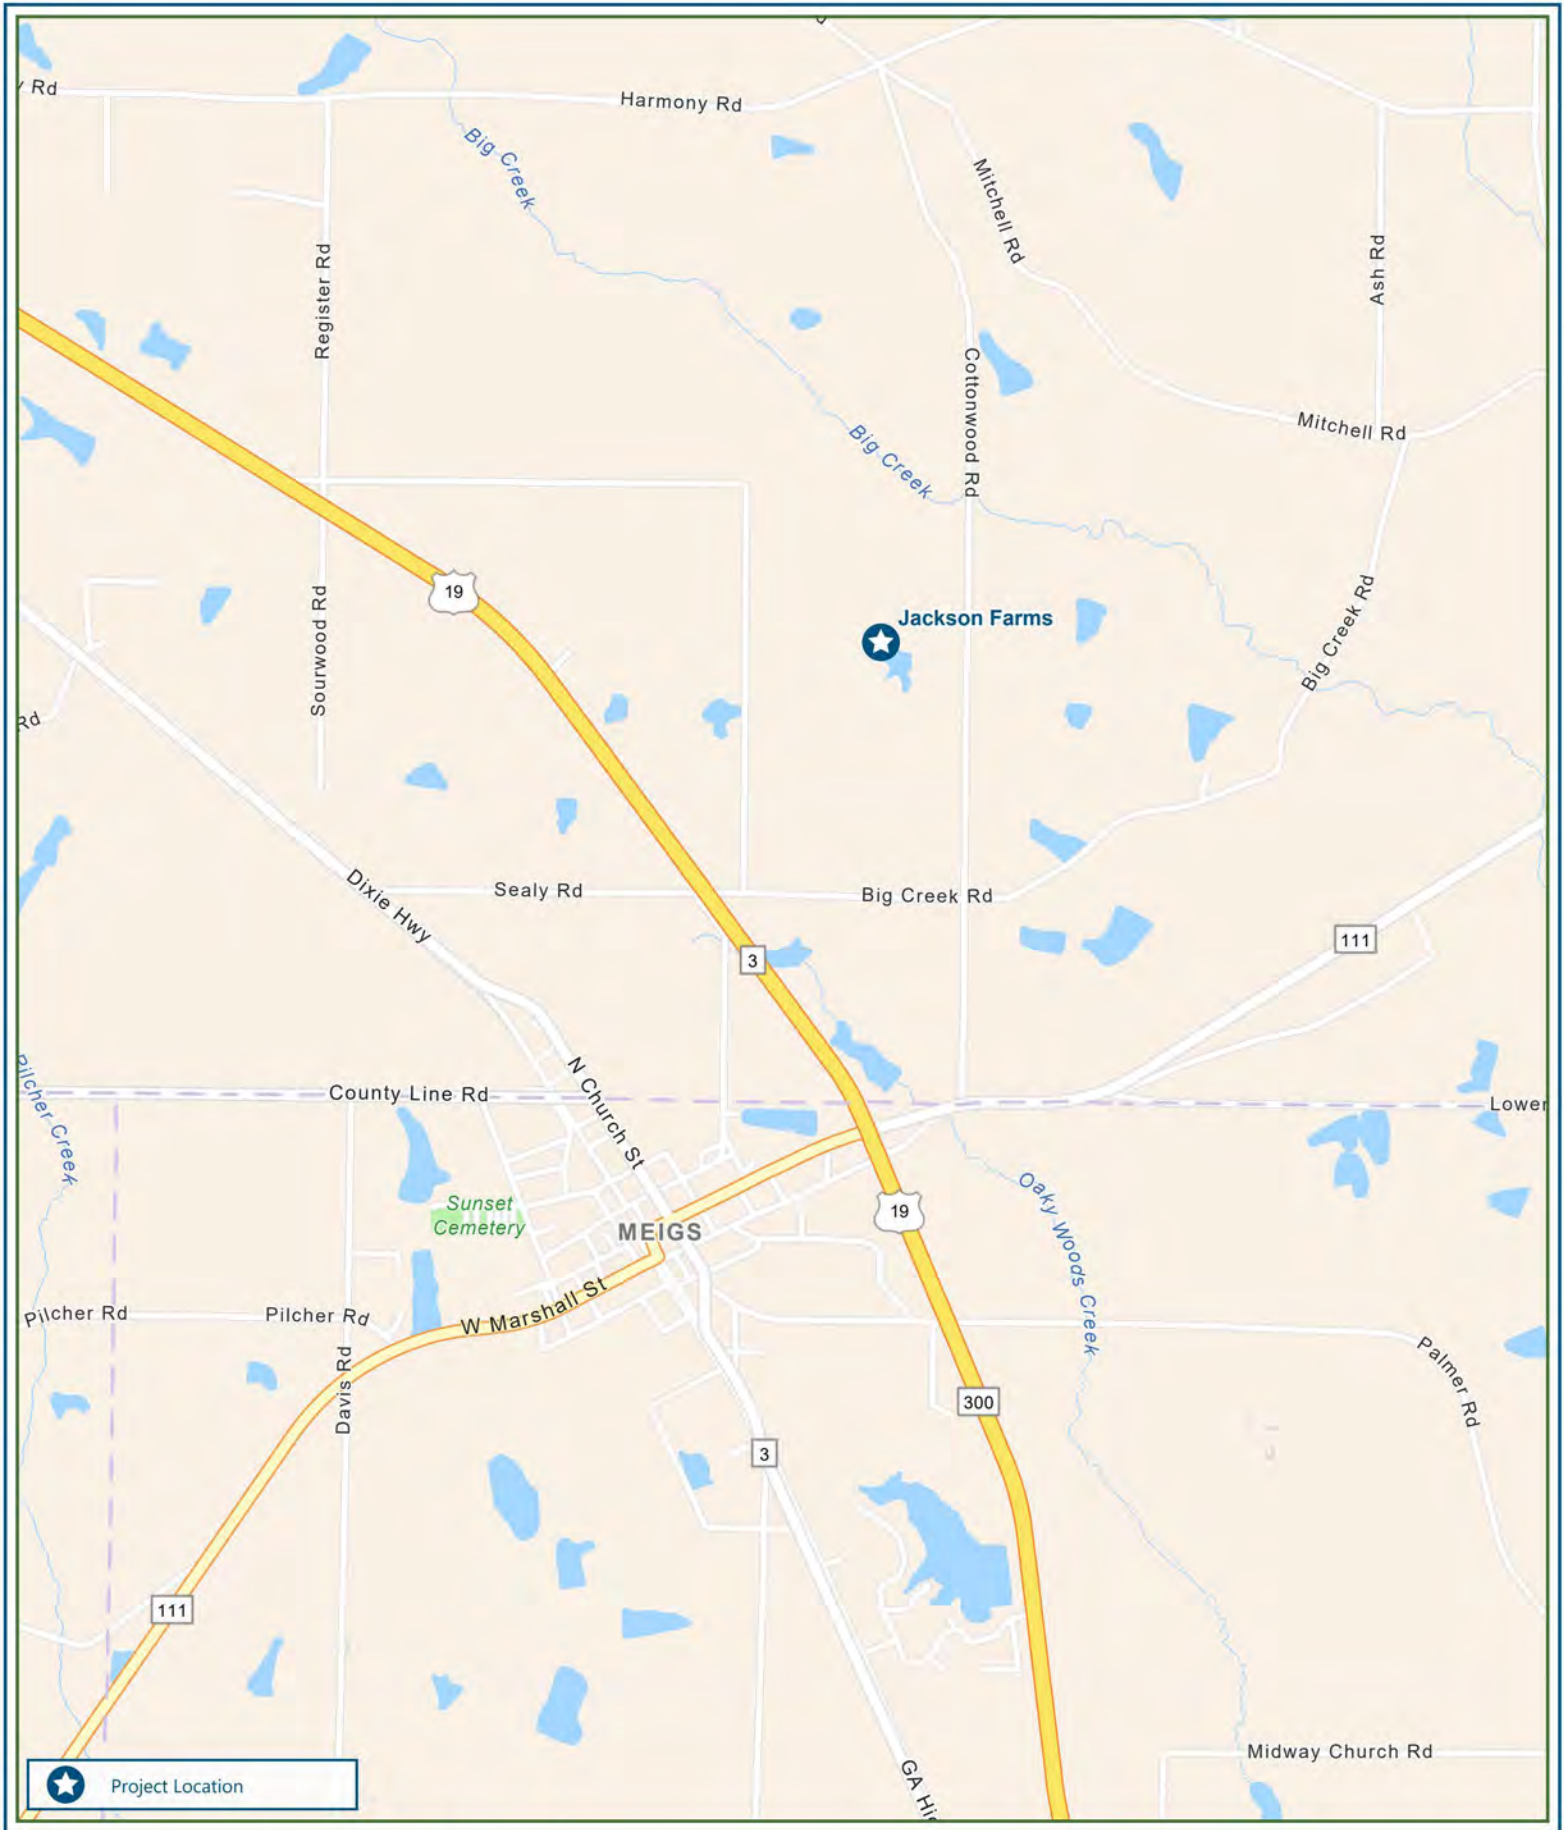 Rd
Harmony Rd
Big Creek
Mitchell Rd
Register Rd
Ash Rd
Cottonwood Rd
Mitchell Rd
Big Creek
19
Sourwood Rd
Jackson Farms
Big Creek Rd
Rd
Dixie Hwy
Sealy Rd
Big Creek Rd
3
111
Pilcher Creek
County Line Rd
N Church St
Lower
Sunset
Cemetery
MEIGS
19
Oaky Woods Creek
Pilcher Rd
Pilcher Rd
W Marshall St
Davis Rd
Palmer Rd
300
3
111
Midway Church Rd
GA
Project Location